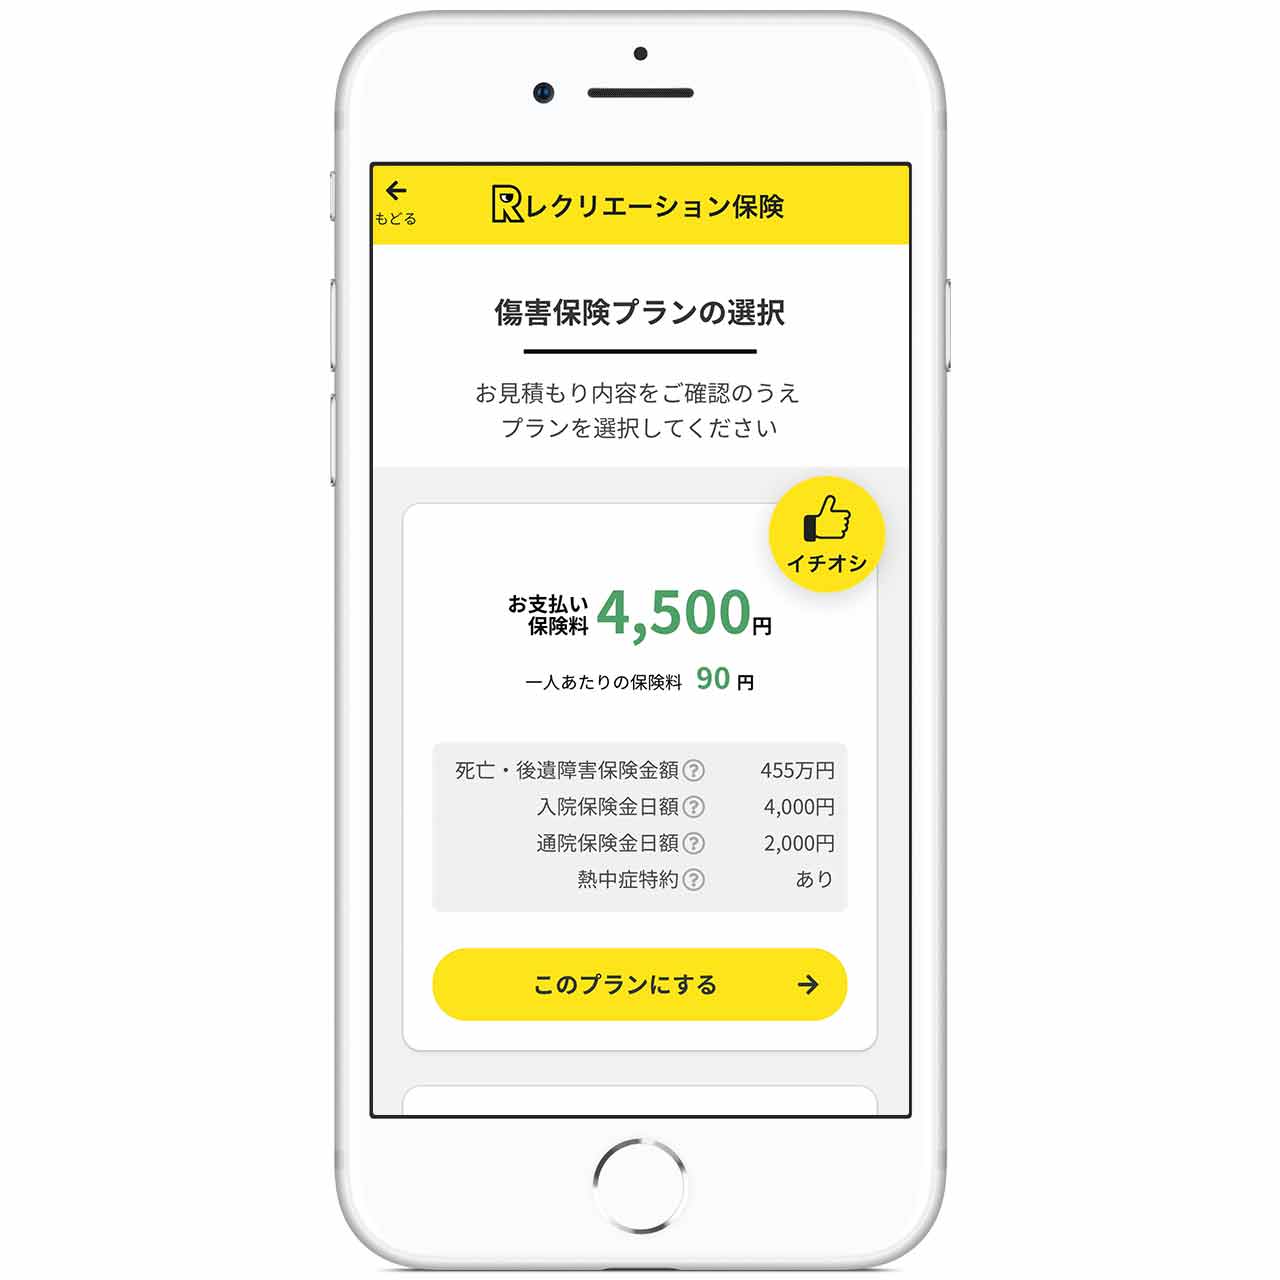 もどる
Rレクリエーション保険
傷害保険プランの選択
お見積もり内容をご確認のうえ
プランを選択してください
イチオシ
お支払い
保険料 4,500円
一人あたりの保険料 90 円
死亡・後遺障害保険金額? 455万円
入院保険金日額? 4,000円
通院保険金日額? 2,000円
熱中症特約? あり
このプランにする